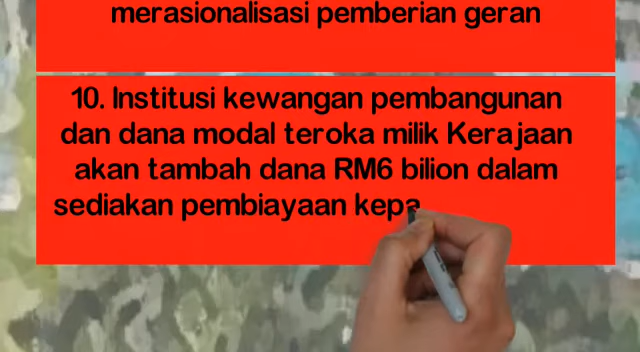 merasionalisasi pemberian geran
10. Institusi kewangan pembangunan
dan dana modal teroka milik Kerajaan
akan tambah dana RM6 bilion dalam
sediakan pembiayaan kepa